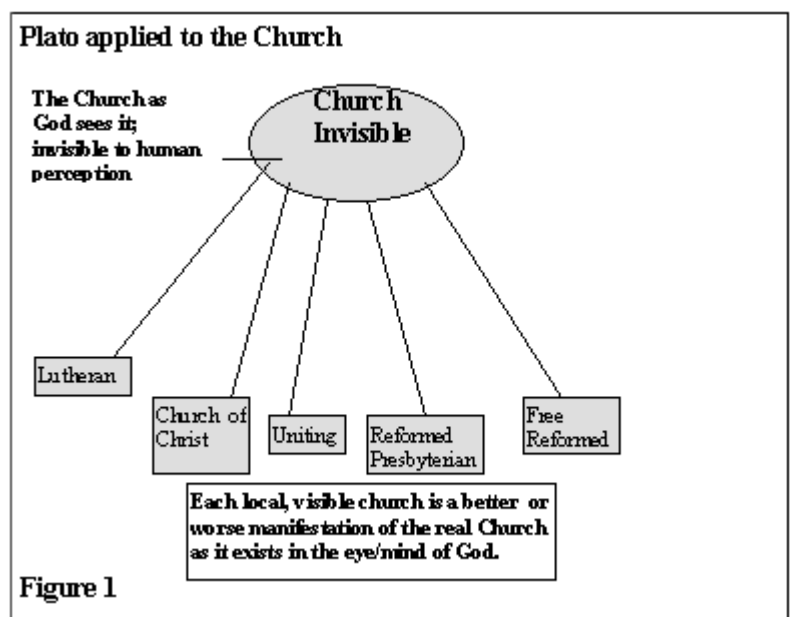 Plato applied to the Church
The Church as
God sees it;
invisible to human
perception
Church
Invisible
Lutheran
Church of
Christ
Uniting
Reformed
Presbyterian
Free
Reformed
Each local, visible church is a better or
worse manifestation of the real Church
as it exists in the eye/mind of God.
Figure 1